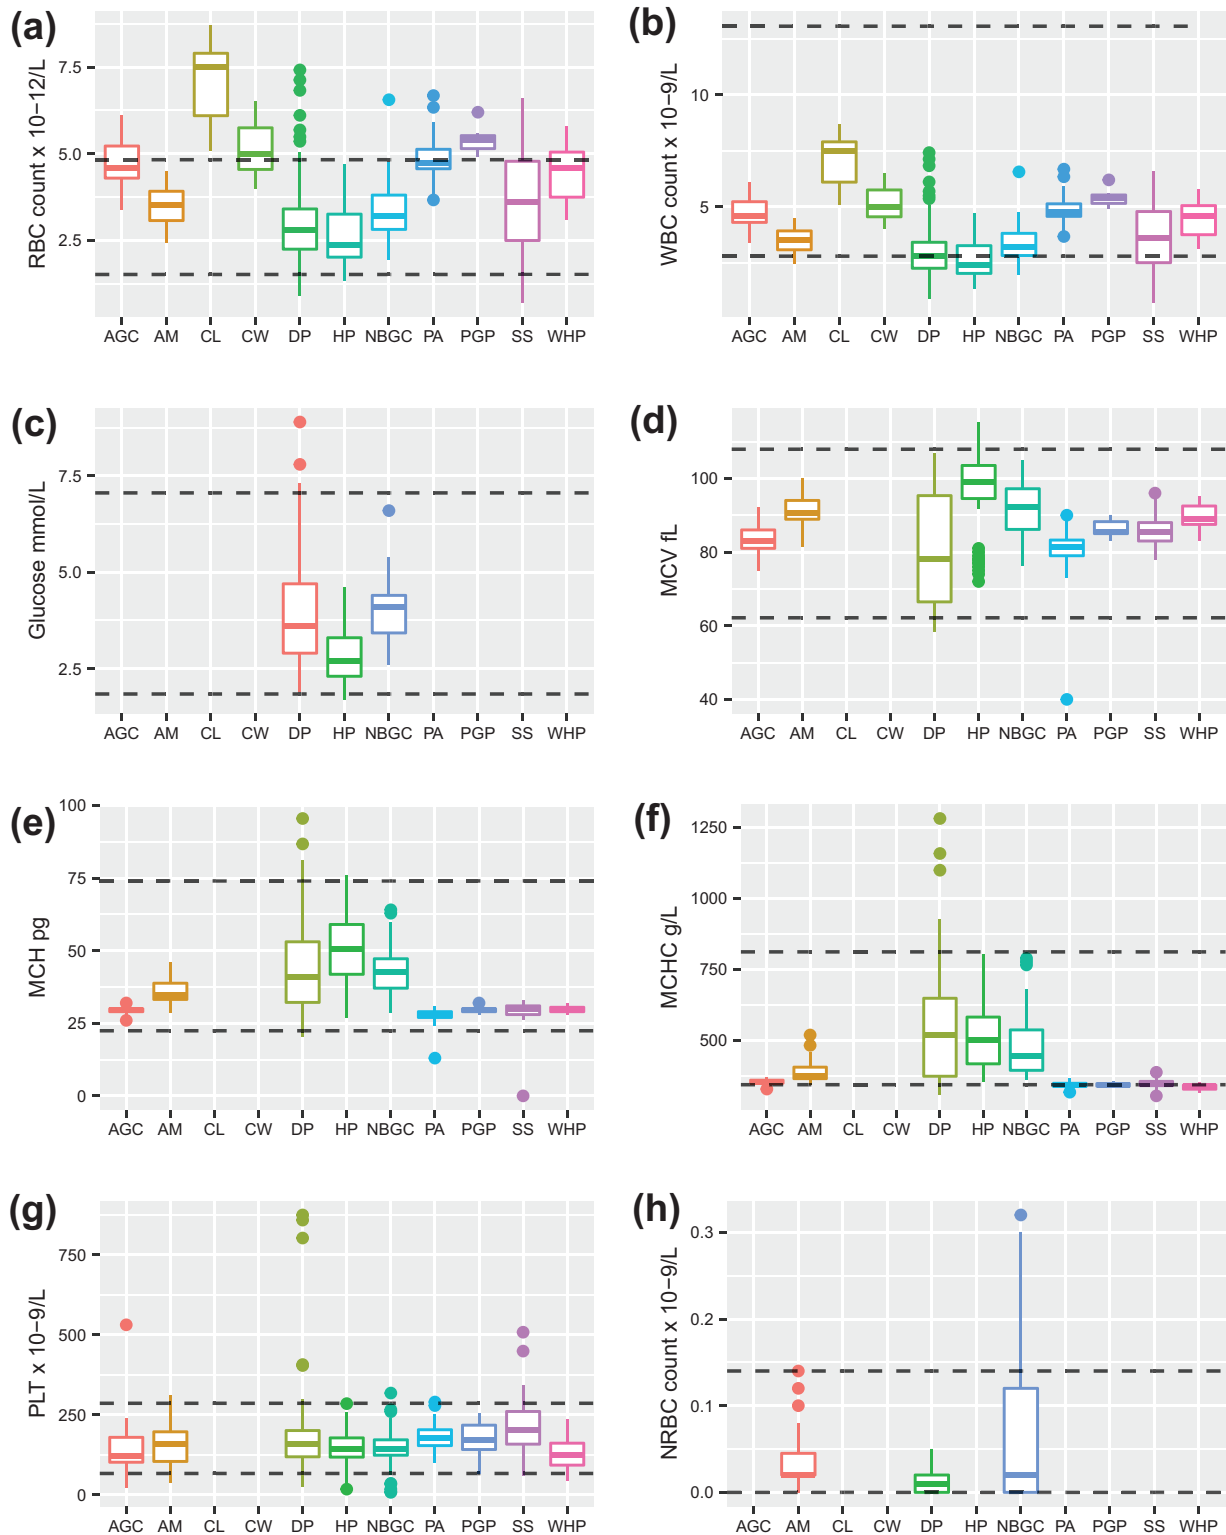 (a)
RBC count x 10−12/L
7.5
5.0
2.5
AGC AM CL CW DP HP NBGC PA PGP SS WHP
(b)
WBC count x 10−9/L
10
5
AGC AM CL CW DP HP NBGC PA PGP SS WHP
(c)
Glucose mmol/L
7.5
5.0
2.5
AGC AM CL CW DP HP NBGC PA PGP SS WHP
(d)
MCV fL
100
80
60
40
AGC AM CL CW DP HP NBGC PA PGP SS WHP
(e)
MCH pg
100
75
50
25
0
AGC AM CL CW DP HP NBGC PA PGP SS WHP
(f)
MCHC g/L
1250
1000
750
500
AGC AM CL CW DP HP NBGC PA PGP SS WHP
(g)
PLT x 10−9/L
750
500
250
0
AGC AM CL CW DP HP NBGC PA PGP SS WHP
(h)
NRBC count x 10−9/L
0.3
0.2
0.1
0.0
AGC AM CL CW DP HP NBGC PA PGP SS WHP